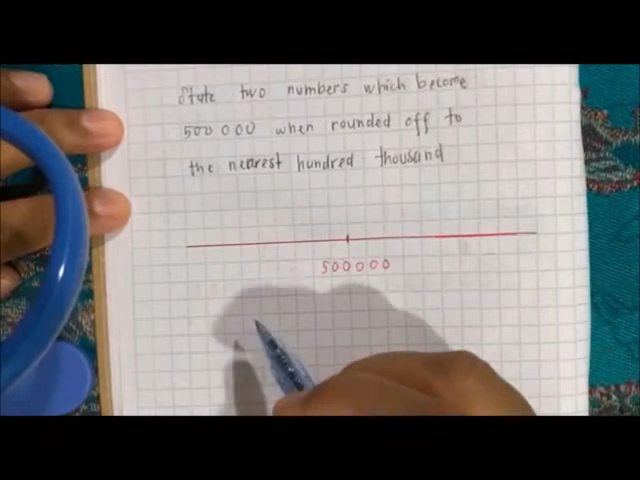 State two numbers which become
500 000 when rounded off to
the nearest hundred thousand
500000